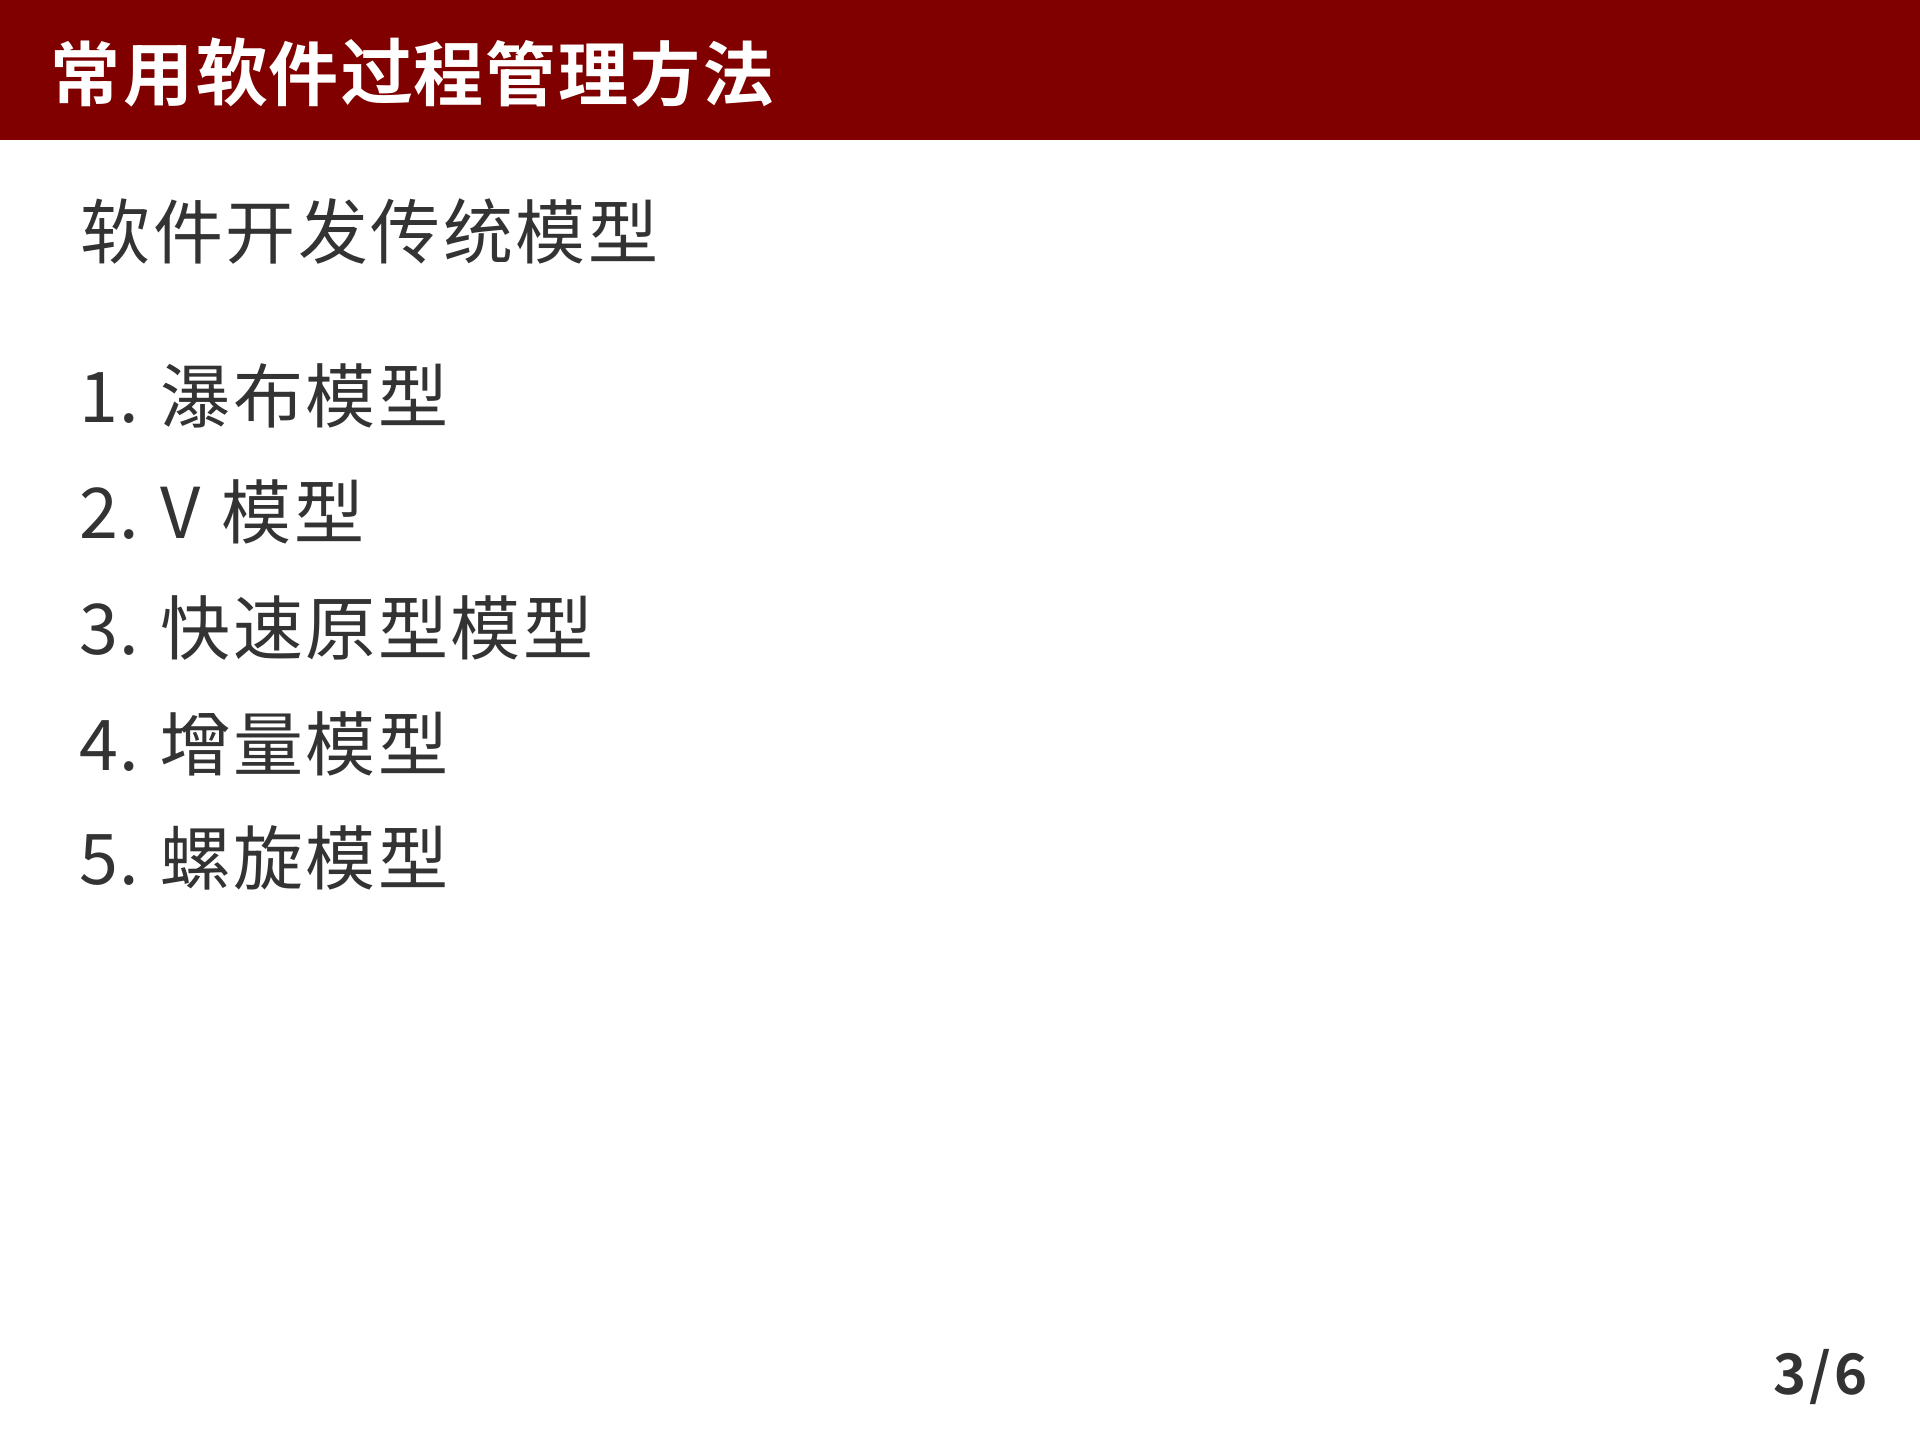 常用软件过程管理方法
软件开发传统模型
1. 瀑布模型
2. V 模型
3. 快速原型模型
4. 增量模型
5. 螺旋模型
3/6